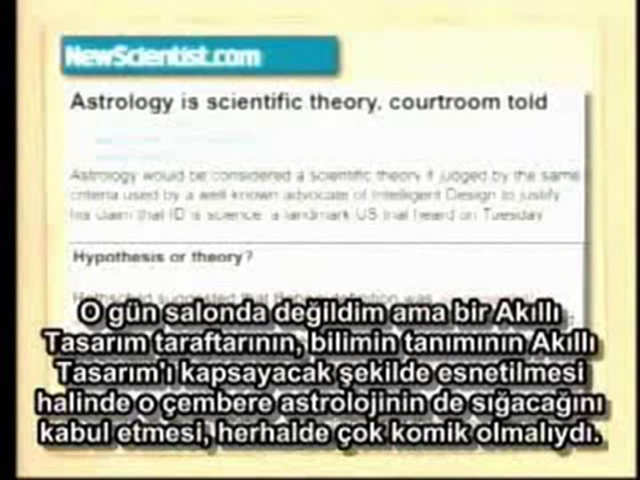 NewScientist.com
Astrology is scientific theory, courtroom told
Astrology would be considered a scientific theory if judged by the same
criteria used by a well-known advocate of Intelligent Design to justify
his claim that ID is science, a landmark US trial heard on Tuesday
Hypothesis or theory?
Rothschild suggested that
O gün salonda değildim ama bir Akıllı
Tasarım taraftarının, bilimin tanımının Akıllı
Tasarım'ı kapsayacak şekilde esnetilmesi
halinde o çembere astrolojinin de sığacağını
kabul etmesi, herhalde çok komik olmalıydı.